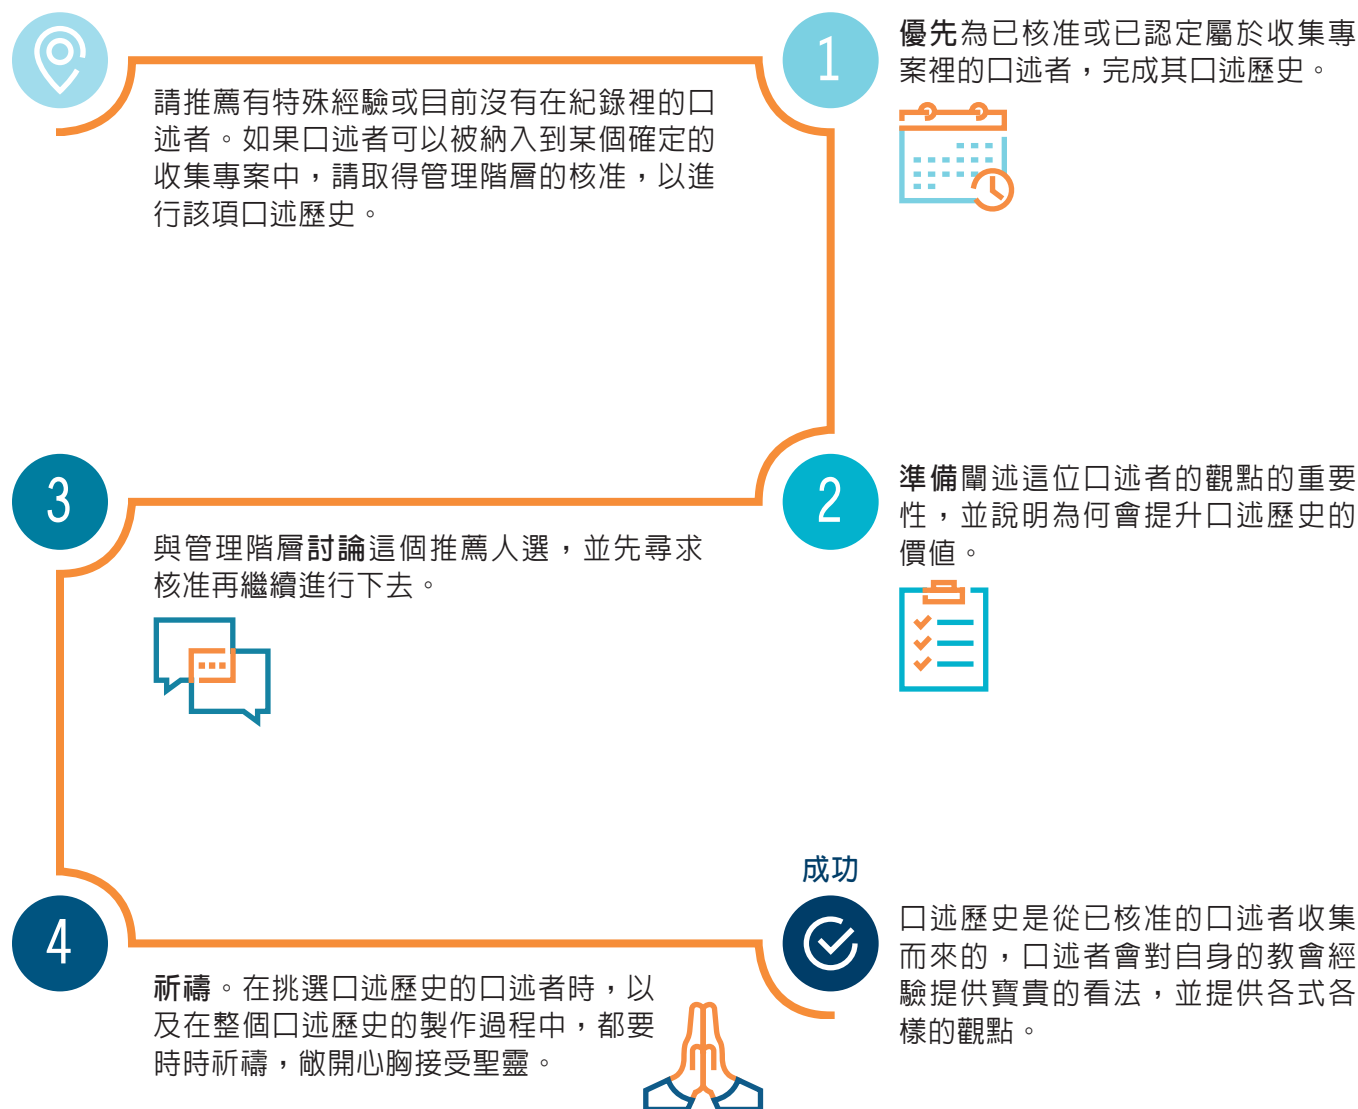 請推薦有特殊經驗或目前沒有在紀錄裡的口
述者。如果口述者可以被納入到某個確定的
收集專案中，請取得管理階層的核准，以進
行該項口述歷史。
1
優先為已核准或已認定屬於收集專
案裡的口述者，完成其口述歷史。
2
準備闡述這位口述者的觀點的重要
性，並說明為何會提升口述歷史的
價值。
3
與管理階層討論這個推薦人選，並先尋求
核准再繼續進行下去。
4
祈禱。在挑選口述歷史的口述者時，以
及在整個口述歷史的製作過程中，都要
時時祈禱，敞開心胸接受聖靈。
成功
口述歷史是從已核准的口述者收集
而來的，口述者會對自身的教會經
驗提供寶貴的看法，並提供各式各
樣的觀點。